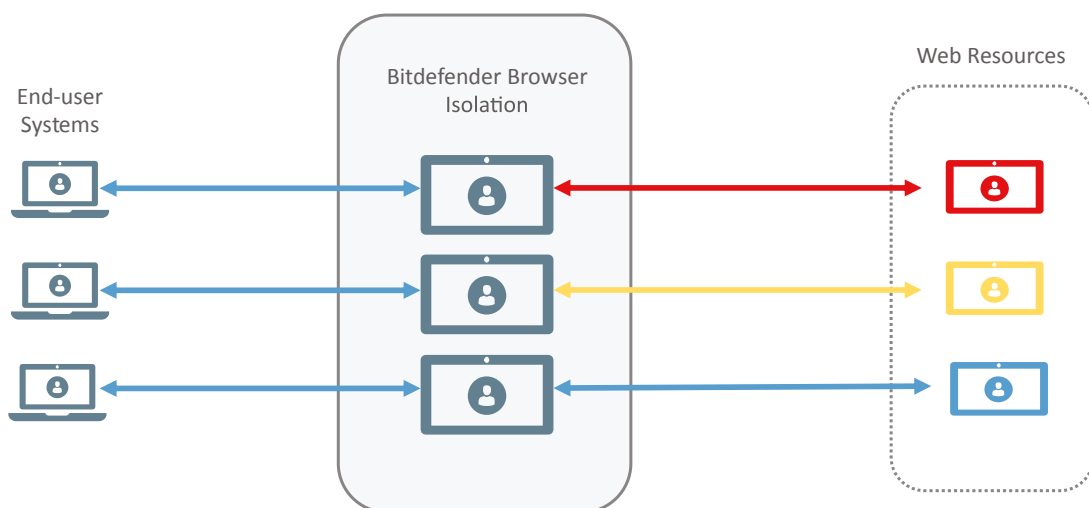 End-user
Systems
Bitdefender Browser
Isolation
Web Resources